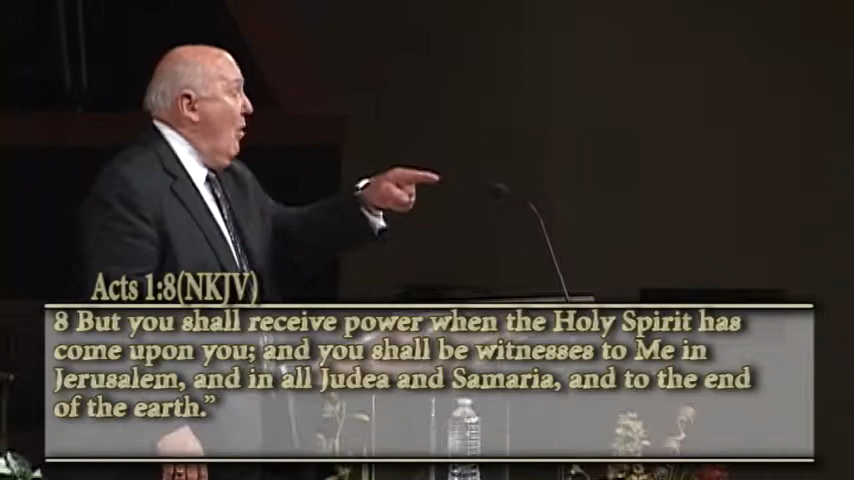 Acts 1:8(NKJV)
8 But you shall receive power when the Holy Spirit has
come upon you; and you shall be witnesses to Me in
Jerusalem, and in all Judea and Samaria, and to the end
of the earth.”